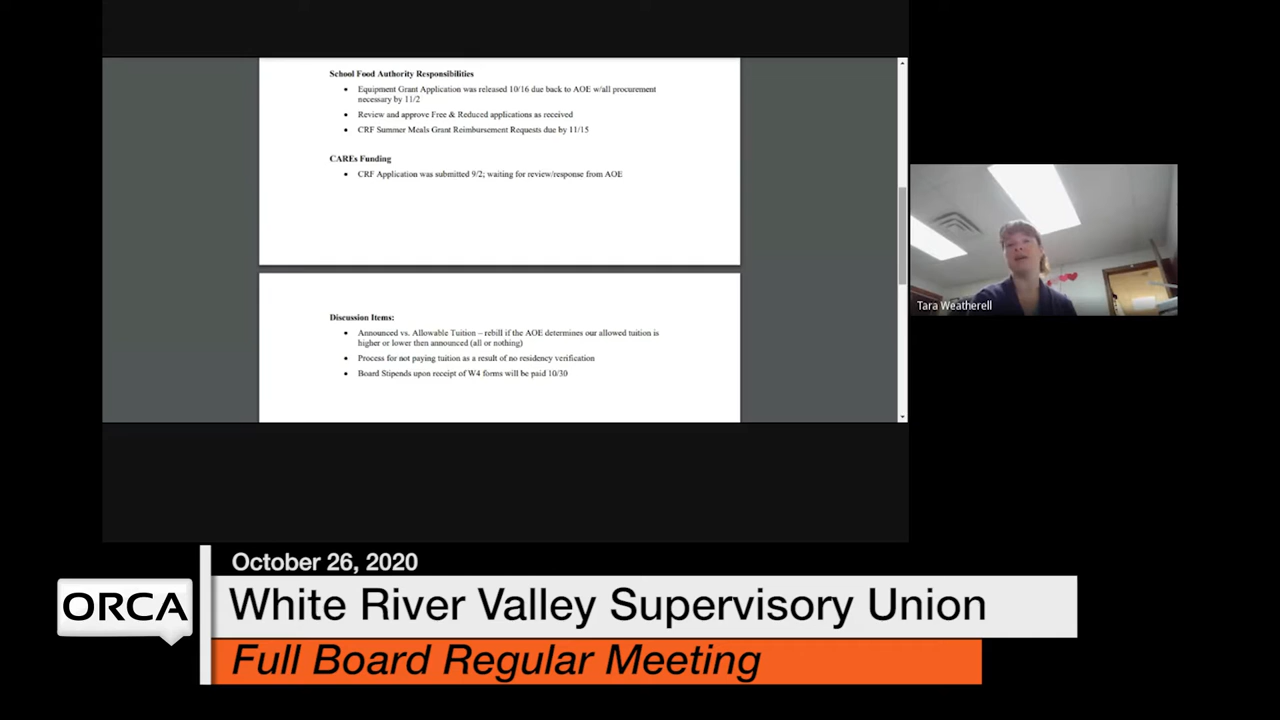 School Food Authority Responsibilities
• Equipment Grant Application was released 10/16 due back to AOE w/all procurement
necessary by 11/2
• Review and approve Free & Reduced applications as received
• CRF Summer Meals Grant Reimbursement Requests due by 11/15
CAREs Funding
• CRF Application was submitted 9/2; waiting for review/response from AOE
Discussion Items:
• Announced vs. Allowable Tuition – rebill if the AOE determines our allowed tuition is
higher or lower then announced (all or nothing)
• Process for not paying tuition as a result of no residency verification
• Board Stipends upon receipt of W4 forms will be paid 10/30
Tara Weatherell
October 26, 2020
ORCA
White River Valley Supervisory Union
Full Board Regular Meeting